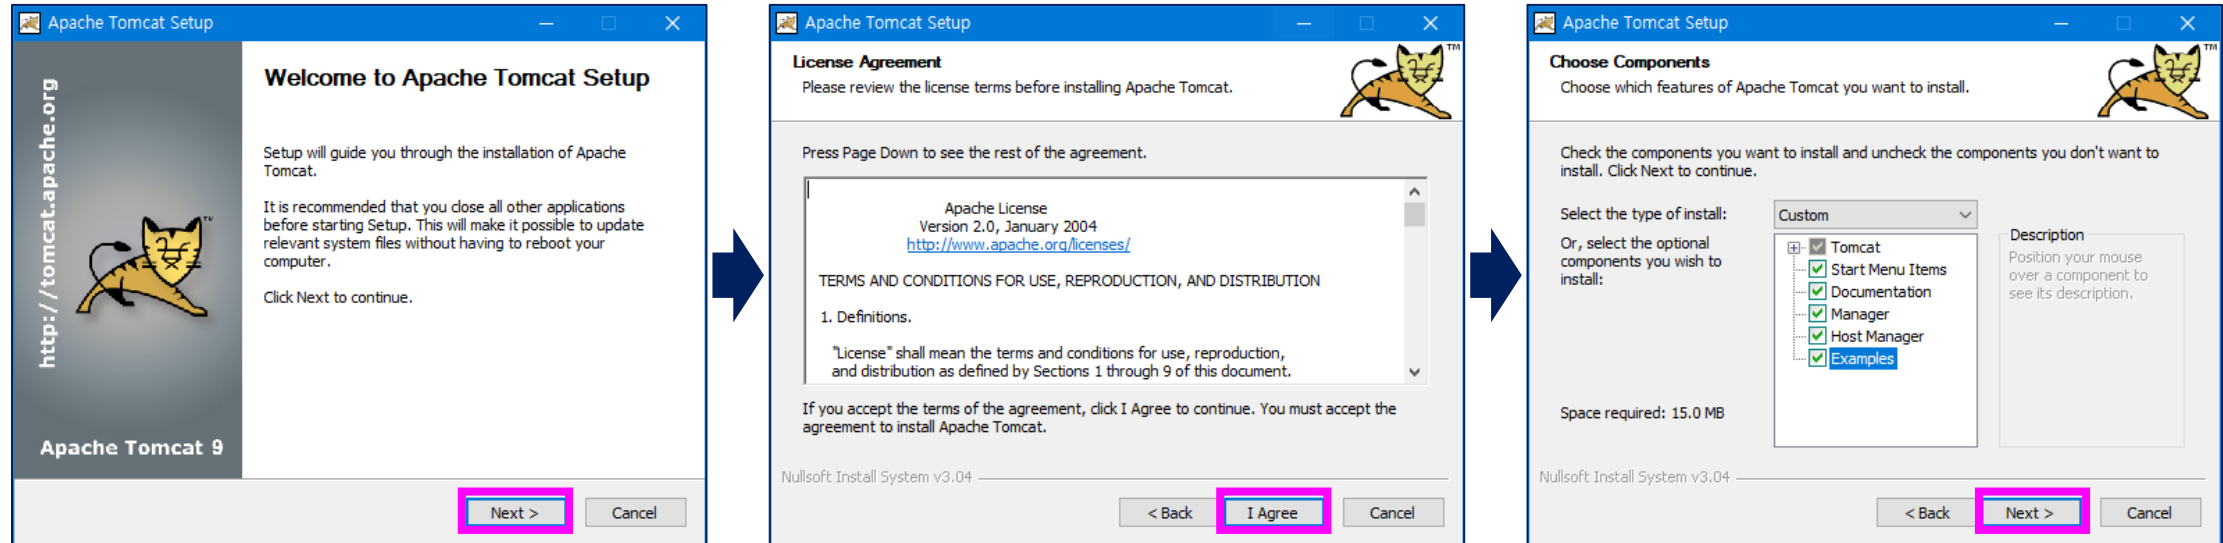 Apache Tomcat Setup
http://tomcat.apache.org
Apache Tomcat 9
Welcome to Apache Tomcat Setup
Setup will guide you through the installation of Apache
Tomcat.
It is recommended that you close all other applications
before starting Setup. This will make it possible to update
relevant system files without having to reboot your
computer.
Click Next to continue.
Next >
Cancel
Apache Tomcat Setup
License Agreement
Please review the license terms before installing Apache Tomcat.
TM
Press Page Down to see the rest of the agreement.
Apache License
Version 2.0, January 2004
http://www.apache.org/licenses/
TERMS AND CONDITIONS FOR USE, REPRODUCTION, AND DISTRIBUTION
1. Definitions.
"License" shall mean the terms and conditions for use, reproduction,
and distribution as defined by Sections 1 through 9 of this document.
If you accept the terms of the agreement, click I Agree to continue. You must accept the
agreement to install Apache Tomcat.
Nullsoft Install System v3.04
< Back
I Agree
Cancel
Apache Tomcat Setup
Choose Components
Choose which features of Apache Tomcat you want to install.
TM
Check the components you want to install and uncheck the components you don't want to
install. Click Next to continue.
Select the type of install:
Custom
Or, select the optional
components you wish to
install:
Tomcat
Start Menu Items
Documentation
Manager
Host Manager
Examples
Description
Position your mouse
over a component to
see its description.
Space required: 15.0 MB
Nullsoft Install System v3.04
< Back
Next >
Cancel